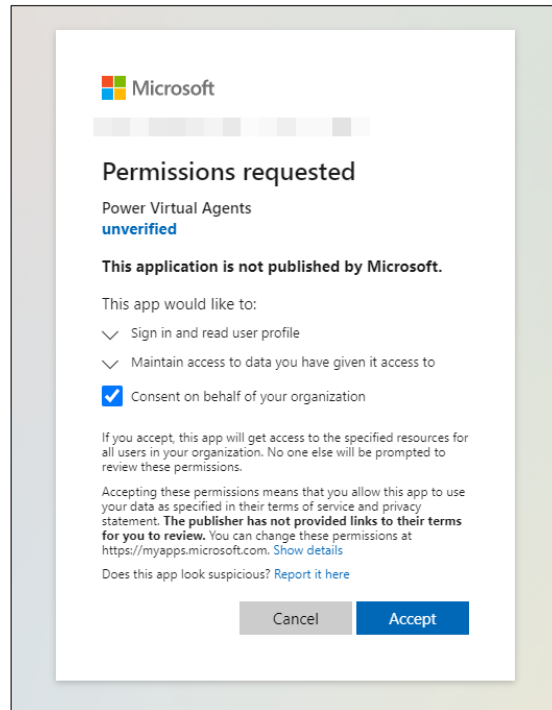 Microsoft
Permissions requested
Power Virtual Agents
unverified
This application is not published by Microsoft.
This app would like to:
Sign in and read user profile
Maintain access to data you have given it access to
Consent on behalf of your organization
If you accept, this app will get access to the specified resources for
all users in your organization. No one else will be prompted to
review these permissions.
Accepting these permissions means that you allow this app to use
your data as specified in their terms of service and privacy
statement. The publisher has not provided links to their terms
for you to review. You can change these permissions at
https://myapps.microsoft.com. Show details
Does this app look suspicious? Report it here
Cancel Accept